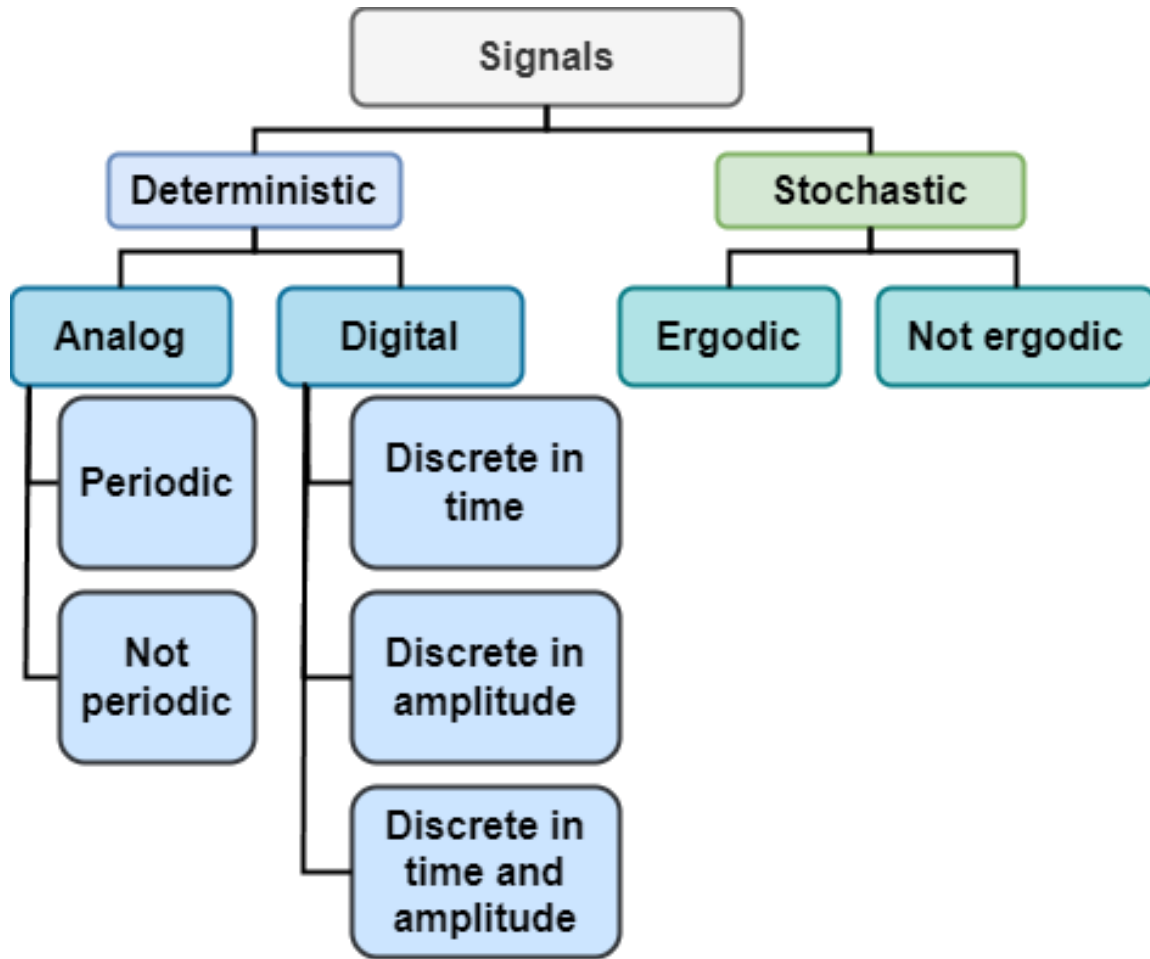 Signals
Deterministic
Stochastic
Analog
Digital
Ergodic
Not ergodic
Periodic
Discrete in
time
Not
periodic
Discrete in
amplitude
Discrete in
time and
amplitude